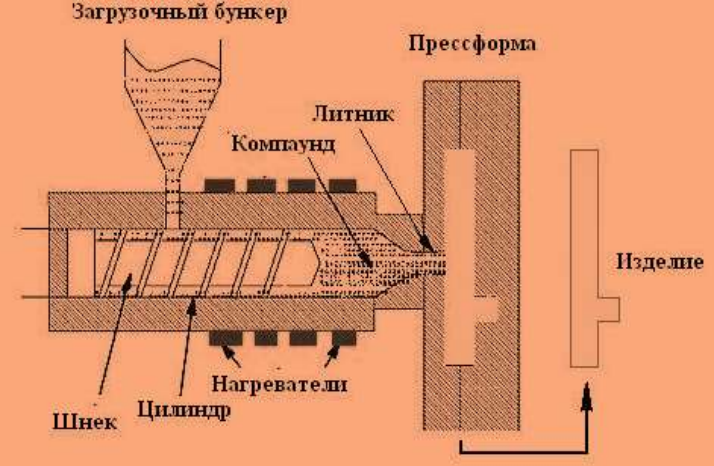 Загрузочный бункер
Прессформа
Литник
Компаунд
Изделие
Нагреватели
Цилиндр
Шнек